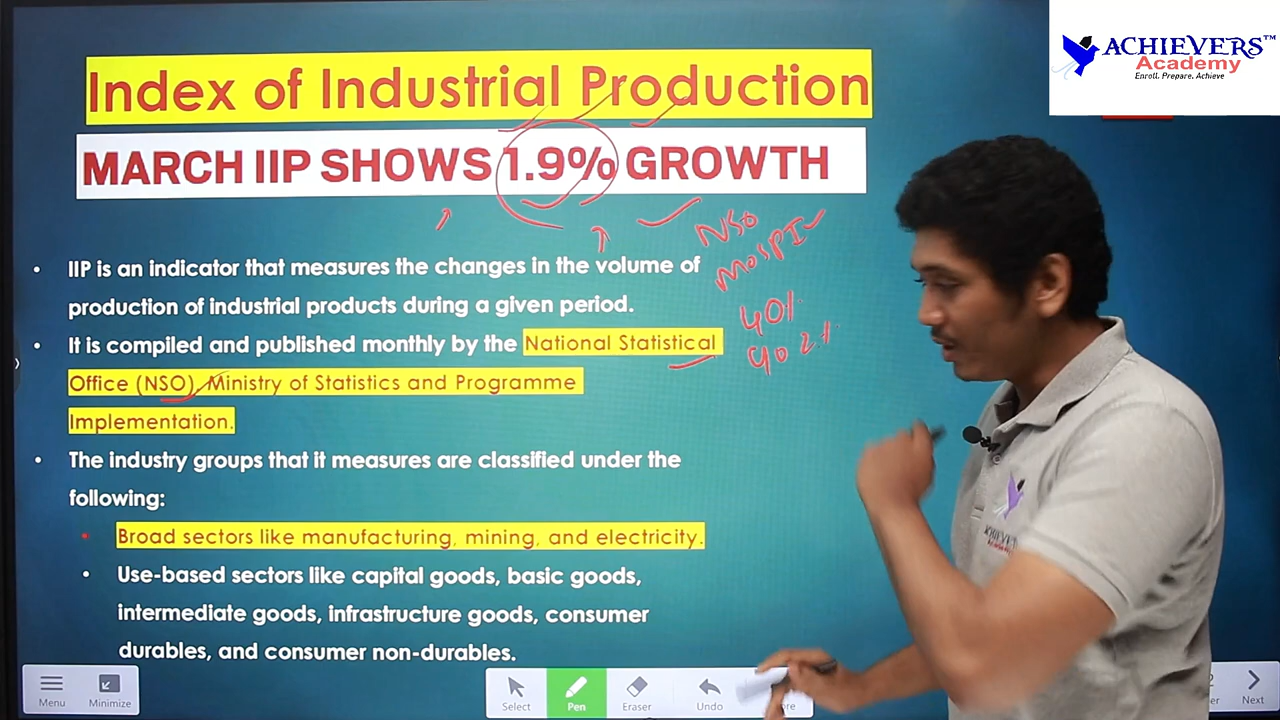 ACHIEVERS™
Academy
Enroll. Prepare. Achieve
Index of Industrial Production
MARCH IIP SHOWS 1.9% GROWTH
NSO
MOSPI
40%
40 2%
• IIP is an indicator that measures the changes in the volume of
production of industrial products during a given period.
• It is compiled and published monthly by the National Statistical
Office (NSO), Ministry of Statistics and Programme
Implementation.
• The industry groups that it measures are classified under the
following:
• Broad sectors like manufacturing, mining, and electricity.
• Use-based sectors like capital goods, basic goods,
intermediate goods, infrastructure goods, consumer
durables, and consumer non-durables.
ACHIEVERS
Menu
Minimize
Select
Pen
Eraser
Undo
Next